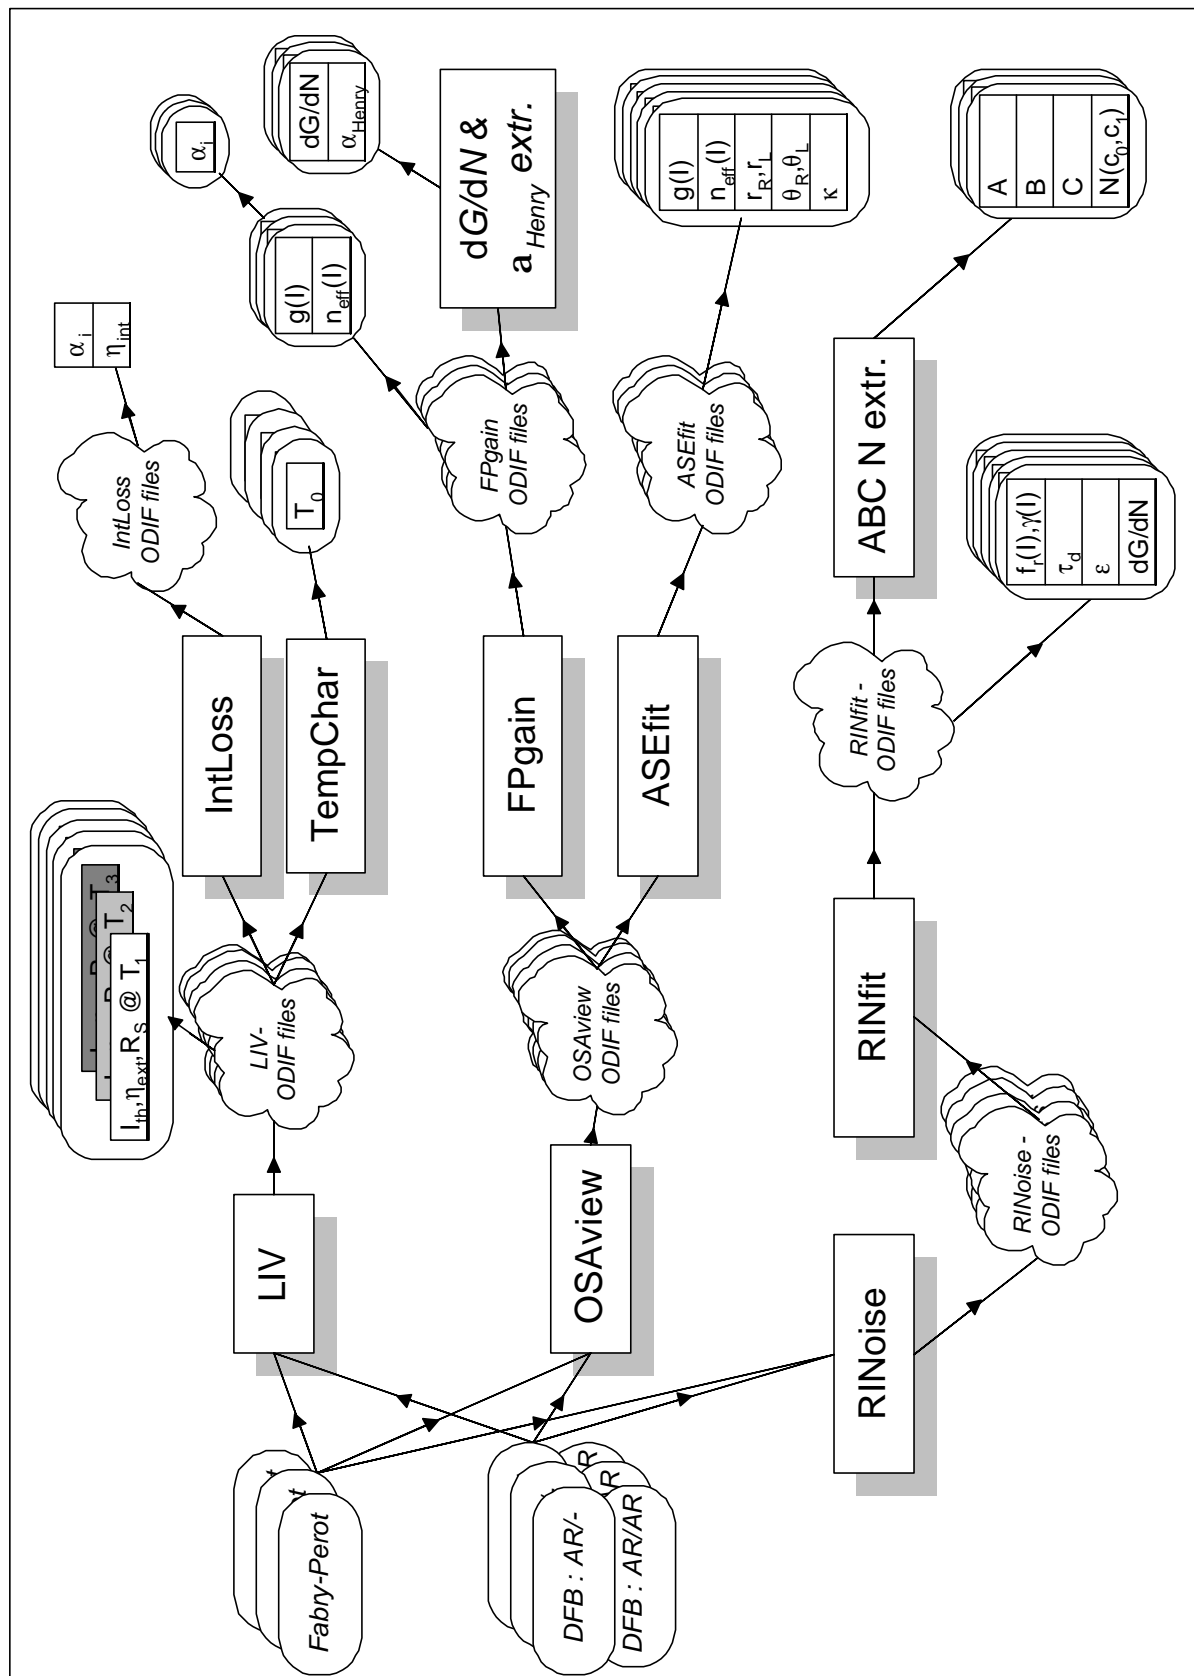 Fabry-Perot
DFB : AR/-
DFB : AR/AR
R
R
LIV
OSAview
RINoise
I_th,η_ext,R_S @ T_1
@ T_2
@ T_3
LIV-
ODIF files
OSAview
ODIF files
RINoise -
ODIF files
IntLoss
TempChar
FPgain
ASEfit
RINfit
IntLoss
ODIF files
T_0
FPgain
ODIF files
ASEfit
ODIF files
RINfit -
ODIF files
α_i
η_int
g(I)
n_eff(I)
α_i
dG/dN
α_Henry
dG/dN &
a_Henry extr.
g(I)
n_eff(I)
r_R,r_L
θ_R,θ_L
κ
ABC N extr.
f_r(I),γ(I)
τ_d
ε
dG/dN
A
B
C
N(c_0,c_1)